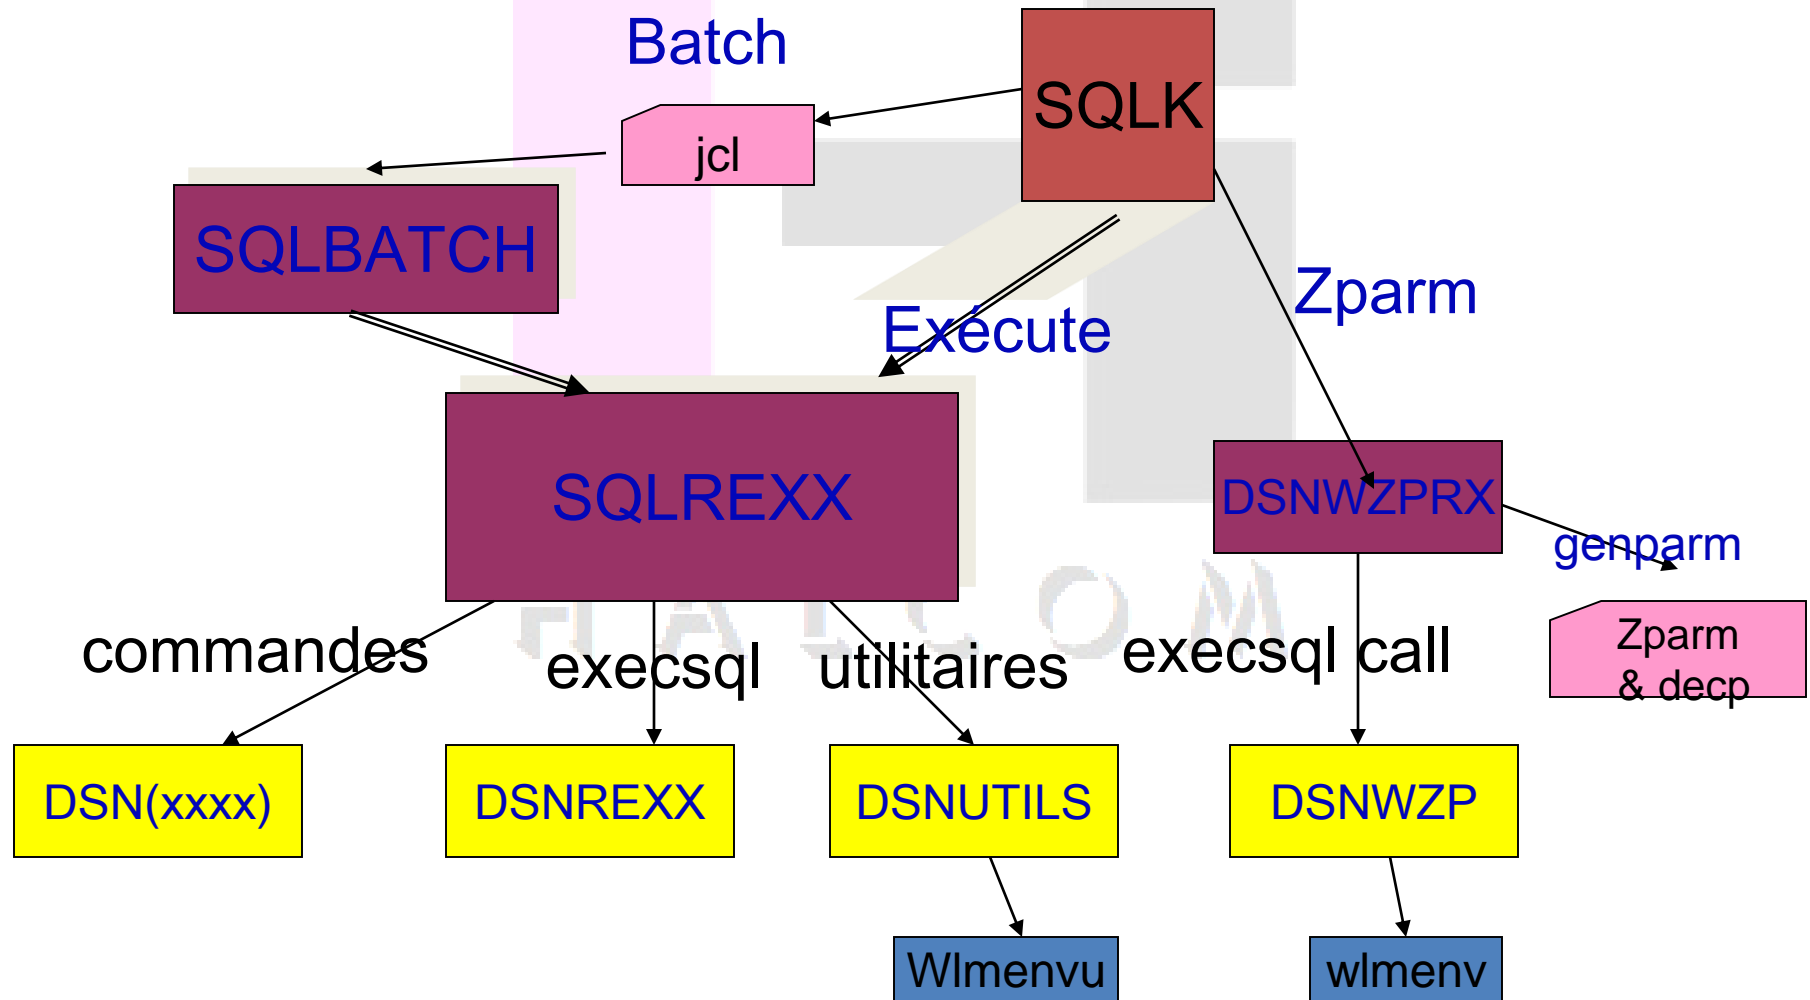 Batch
SQLK
jcl
SQLBATCH
Zparm
Exécute
SQLREXX
DSNWZPRX
genparm
HALCOM
commandes
execsql
utilitaires
execsql call
Zparm
& decp
DSN(xxxx)
DSNREXX
DSNUTILS
DSNWZP
Wlmenvu
wlmenv